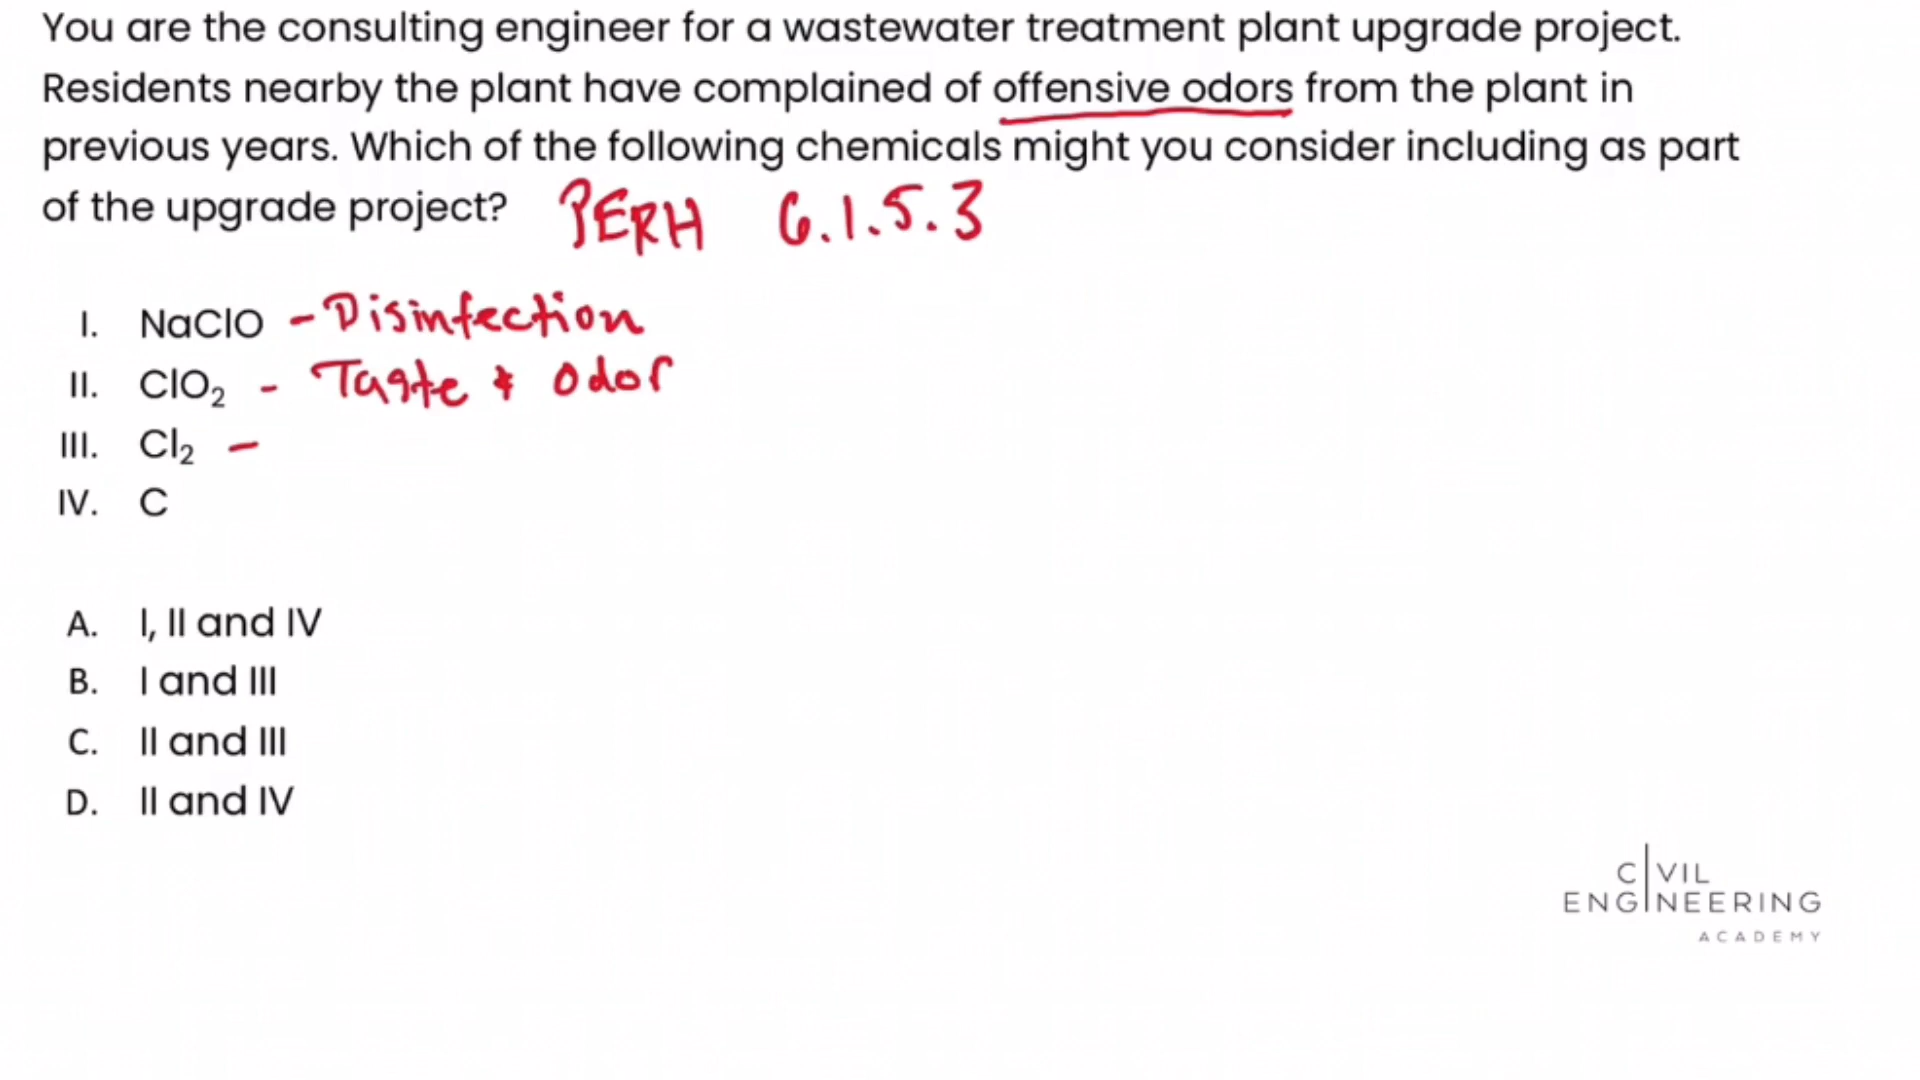 You are the consulting engineer for a wastewater treatment plant upgrade project.
Residents nearby the plant have complained of offensive odors from the plant in
previous years. Which of the following chemicals might you consider including as part
of the upgrade project? PERH 6.1.5.3
I. NaClO - Disinfection
II. ClO₂ - Taste & Odor
III. Cl₂ -
IV. C
A. I, II and IV
B. I and III
C. II and III
D. II and IV
CIVIL
ENGINEERING
ACADEMY